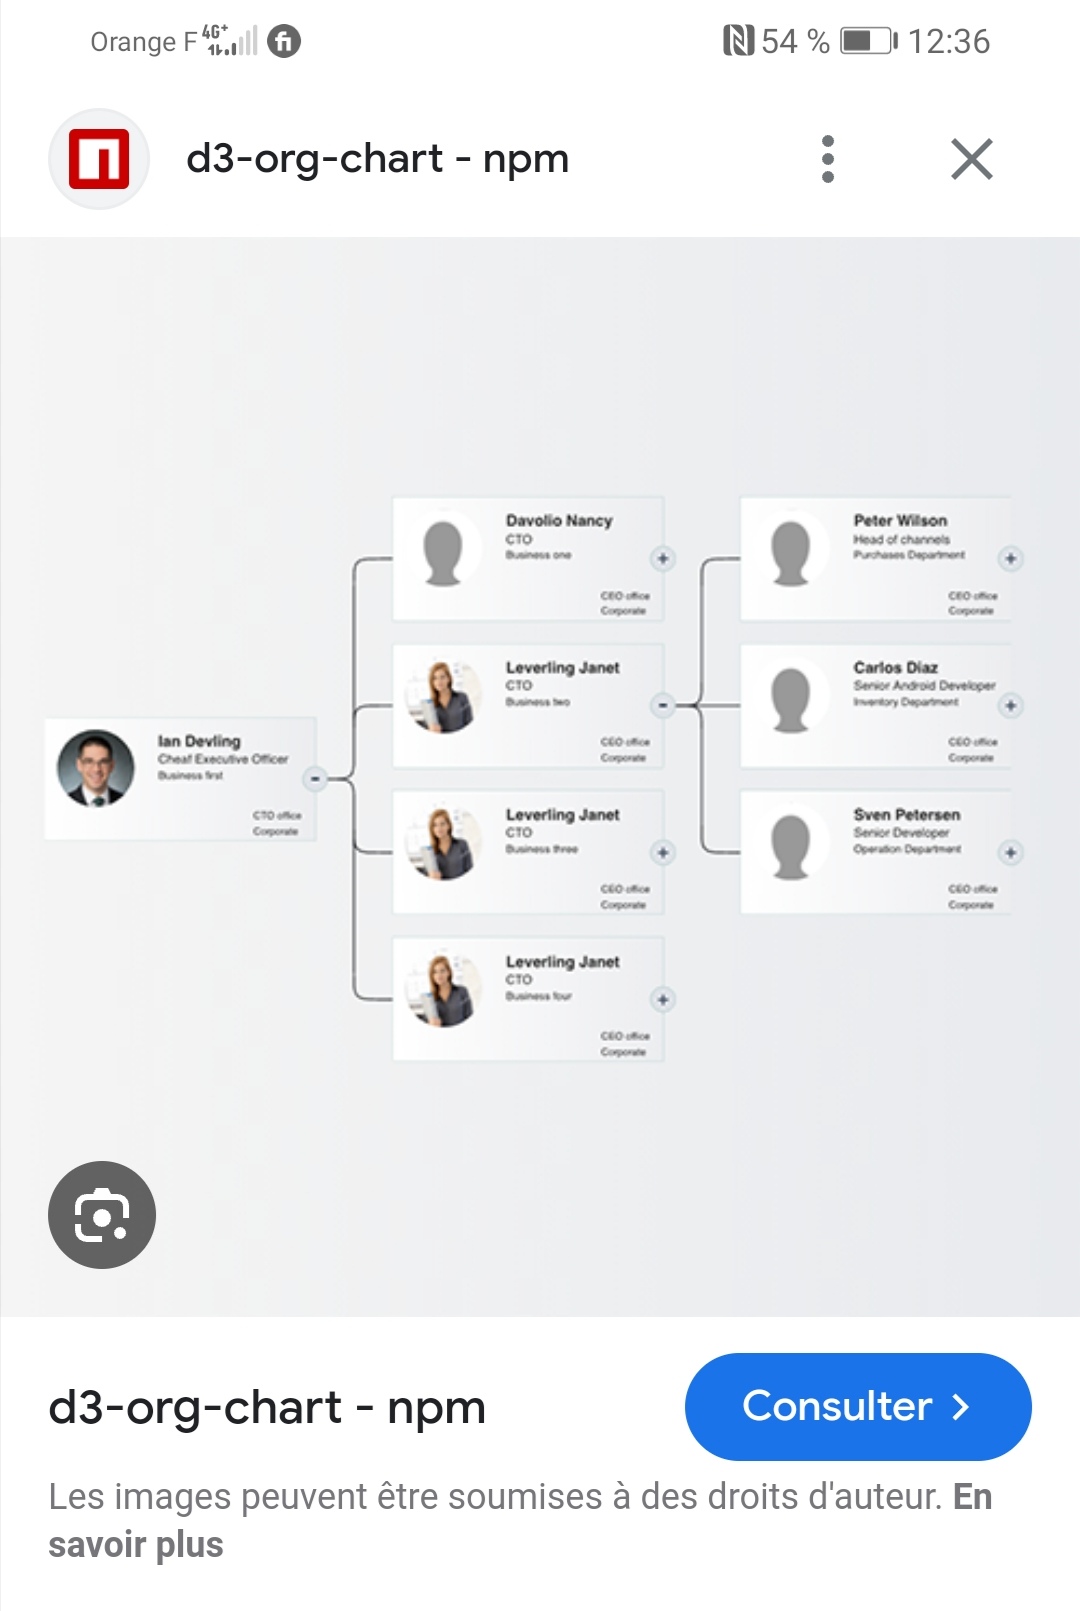 Orange F 4G+ 54 % 12:36
d3-org-chart - npm
Davolio Nancy
CTO
Business one
CEO office
Corporate
Peter Wilson
Head of channels
Purchases Department
CEO office
Corporate
Leverling Janet
CTO
Business two
CEO office
Corporate
Carlos Diaz
Senior Android Developer
Inventory Department
CEO office
Corporate
Ian Devling
Cheaf Executive Officer
Business first
CTO office
Corporate
Leverling Janet
CTO
Business three
CEO office
Corporate
Sven Petersen
Senior Developer
Operation Department
CEO office
Corporate
Leverling Janet
CTO
Business four
CEO office
Corporate
d3-org-chart - npm
Consulter >
Les images peuvent être soumises à des droits d'auteur. En
savoir plus